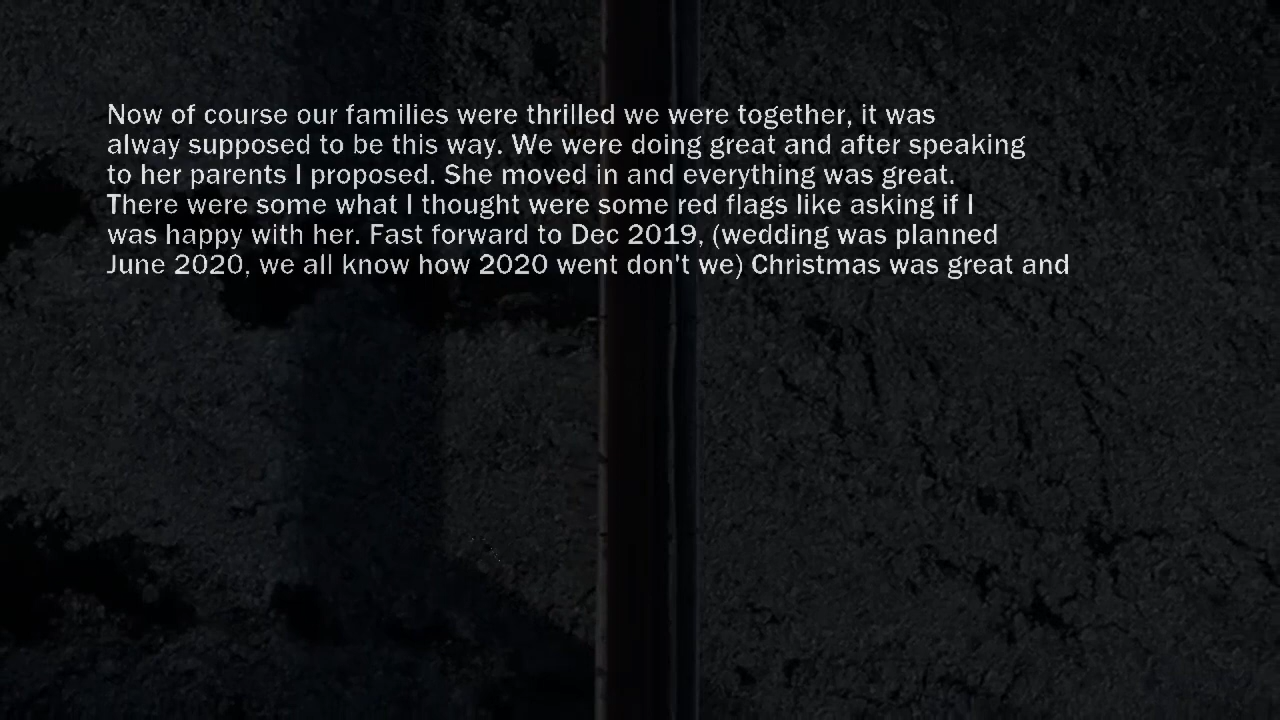 Now of course our families were thrilled we were together, it was
alway supposed to be this way. We were doing great and after speaking
to her parents I proposed. She moved in and everything was great.
There were some what I thought were some red flags like asking if I
was happy with her. Fast forward to Dec 2019, (wedding was planned
June 2020, we all know how 2020 went don't we) Christmas was great and